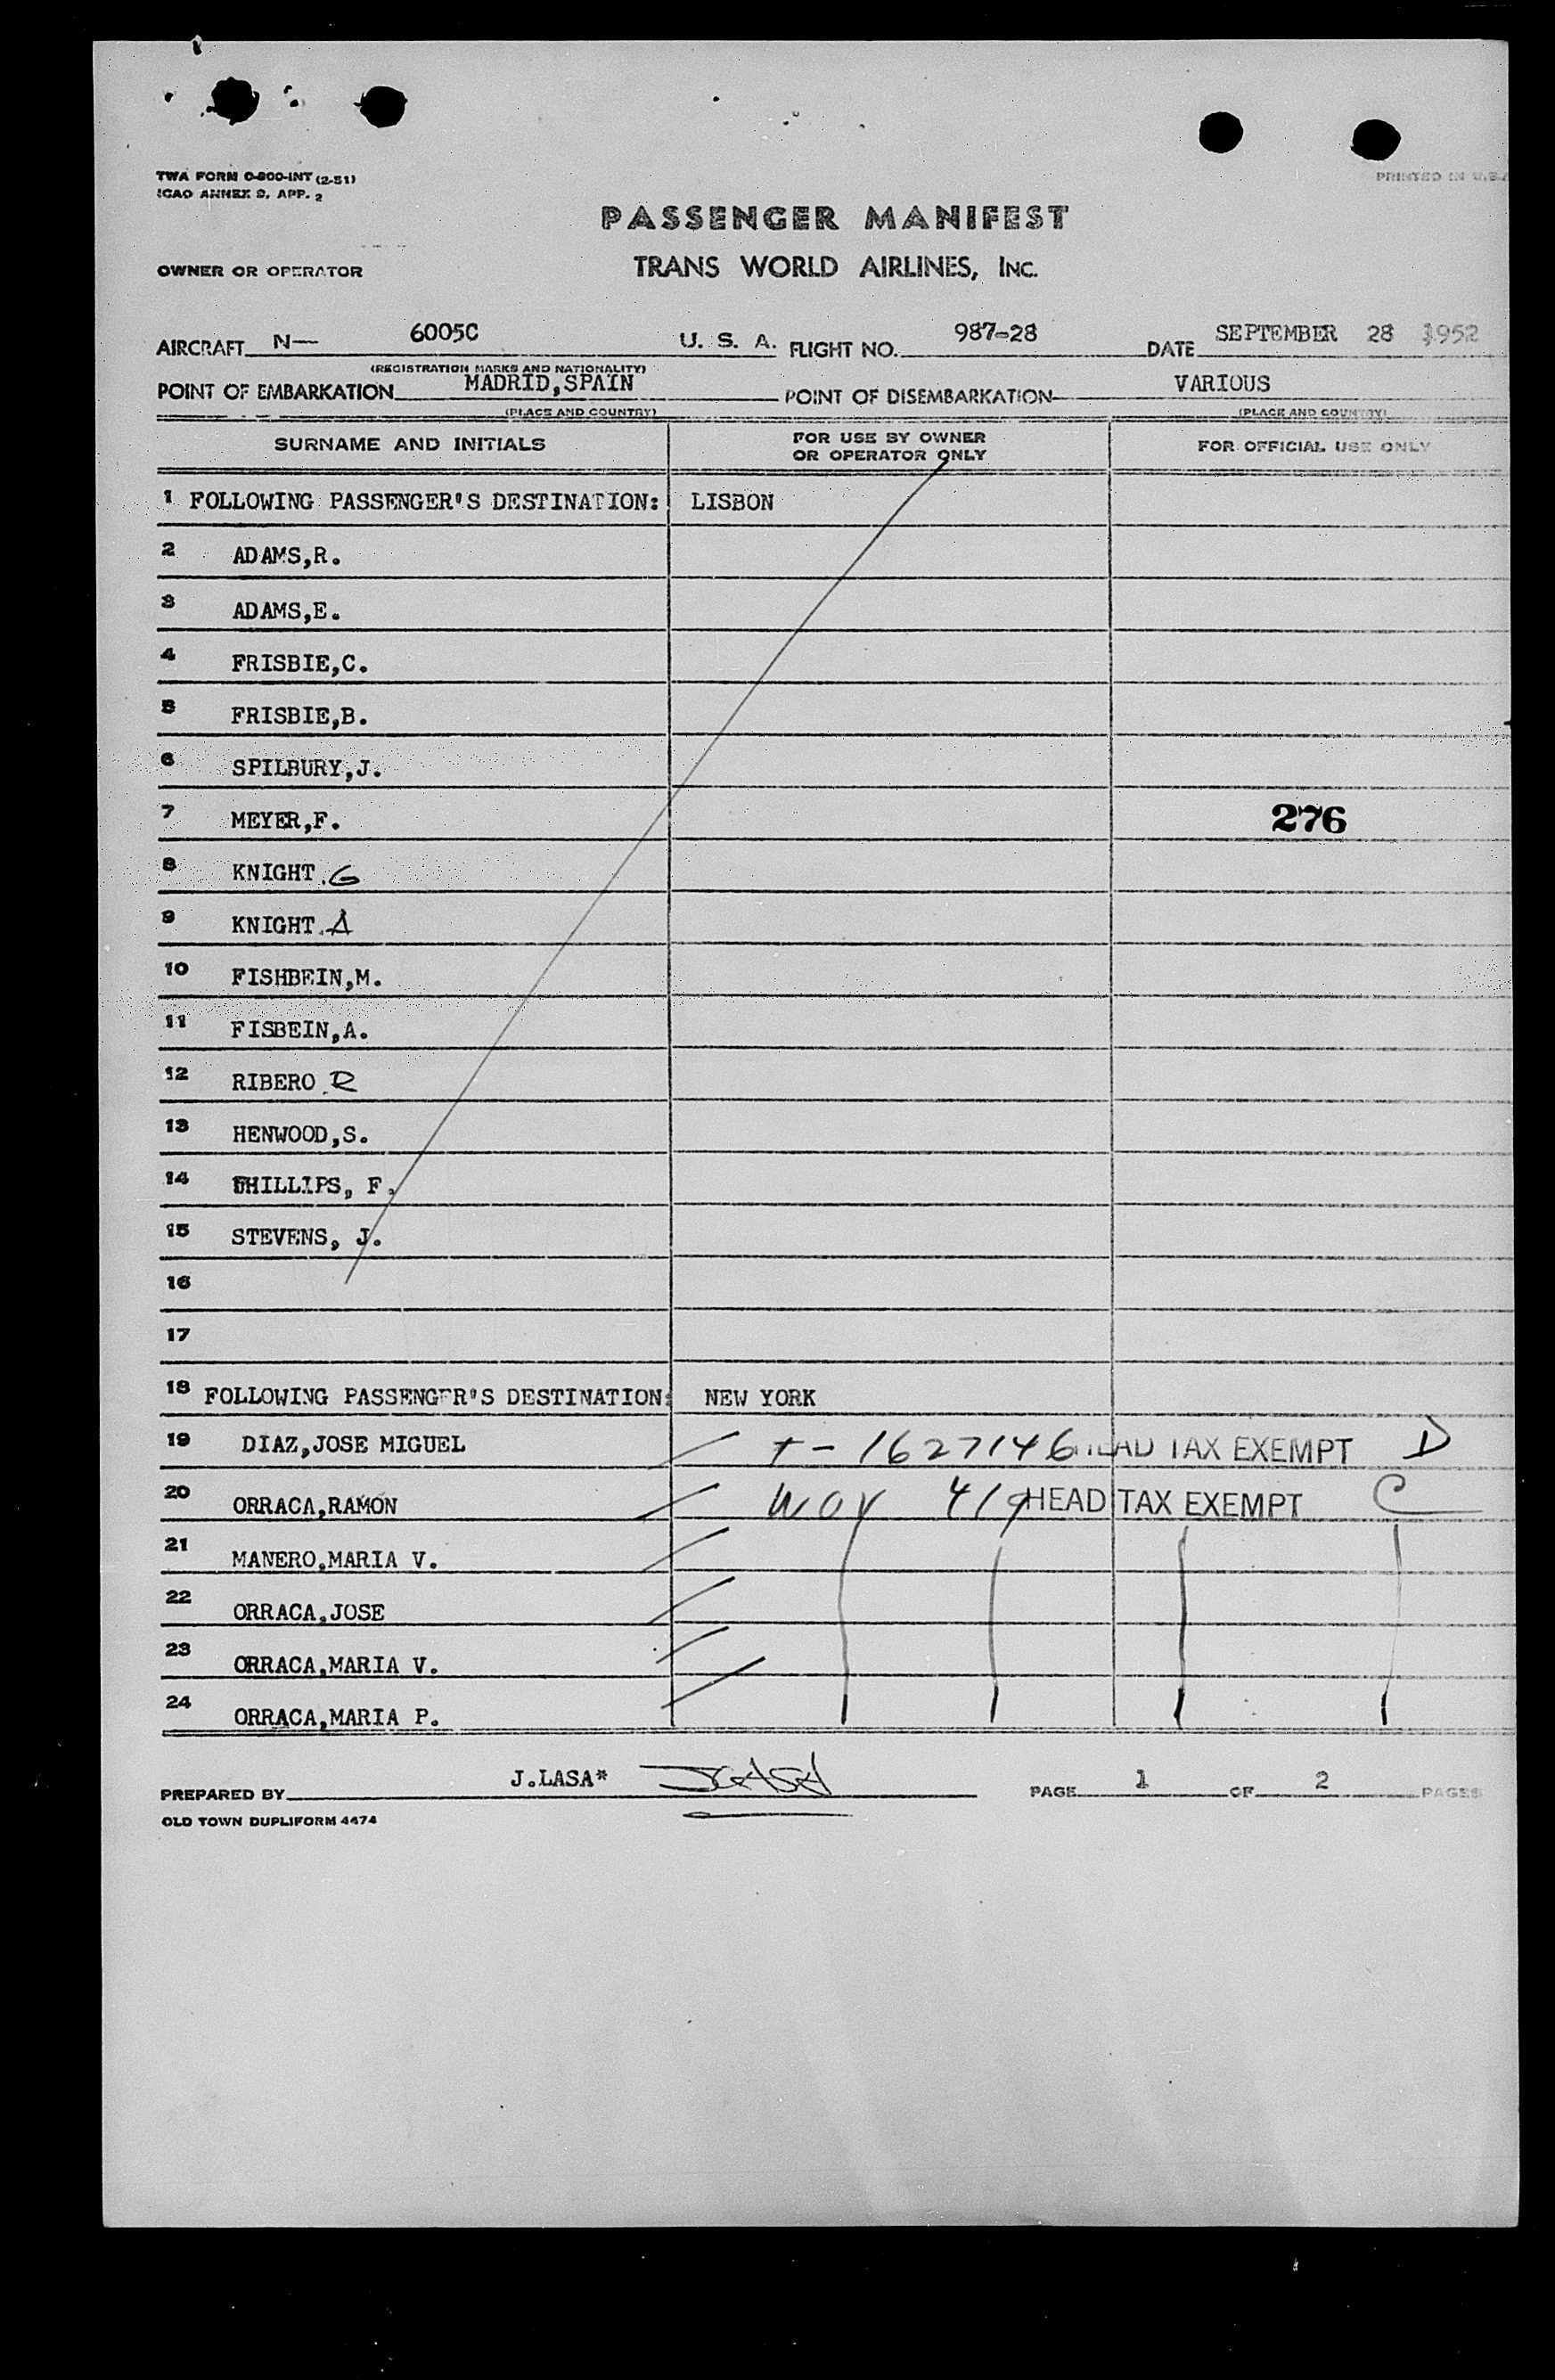 TWA FORM O-800-INT (2-51)
ICAO ANNEX 9, APP. 2
PRINTED IN U.S.A
PASSENGER MANIFEST
OWNER OR OPERATOR TRANS WORLD AIRLINES, INC.
AIRCRAFT N— 6005C U. S. A. FLIGHT NO. 987-28 DATE SEPTEMBER 28 1952
(REGISTRATION MARKS AND NATIONALITY)
POINT OF EMBARKATION MADRID,SPAIN POINT OF DISEMBARKATION VARIOUS
(PLACE AND COUNTRY) (PLACE AND COUNTRY)
SURNAME AND INITIALS FOR USE BY OWNER OR OPERATOR ONLY FOR OFFICIAL USE ONLY
1 FOLLOWING PASSENGER'S DESTINATION: LISBON
2 ADAMS,R.
3 ADAMS,E.
4 FRISBIE,C.
5 FRISBIE,B.
6 SPILBURY,J.
7 MEYER,F. 276
8 KNIGHT.G
9 KNIGHT.A
10 FISHBEIN,M.
11 FISBEIN,A.
12 RIBERO.R
13 HENWOOD,S.
14 PHILLIPS, F.
15 STEVENS, J.
16
17
18 FOLLOWING PASSENGER'S DESTINATION: NEW YORK
19 DIAZ,JOSE MIGUEL T-1627146 HEAD TAX EXEMPT D
20 ORRACA,RAMON HEAD TAX EXEMPT C
21 MANERO,MARIA V.
22 ORRACA,JOSE
23 ORRACA,MARIA V.
24 ORRACA,MARIA P.
PREPARED BY J.LASA* JLASA PAGE 1 OF 2 PAGES
OLD TOWN DUPLIFORM 4474